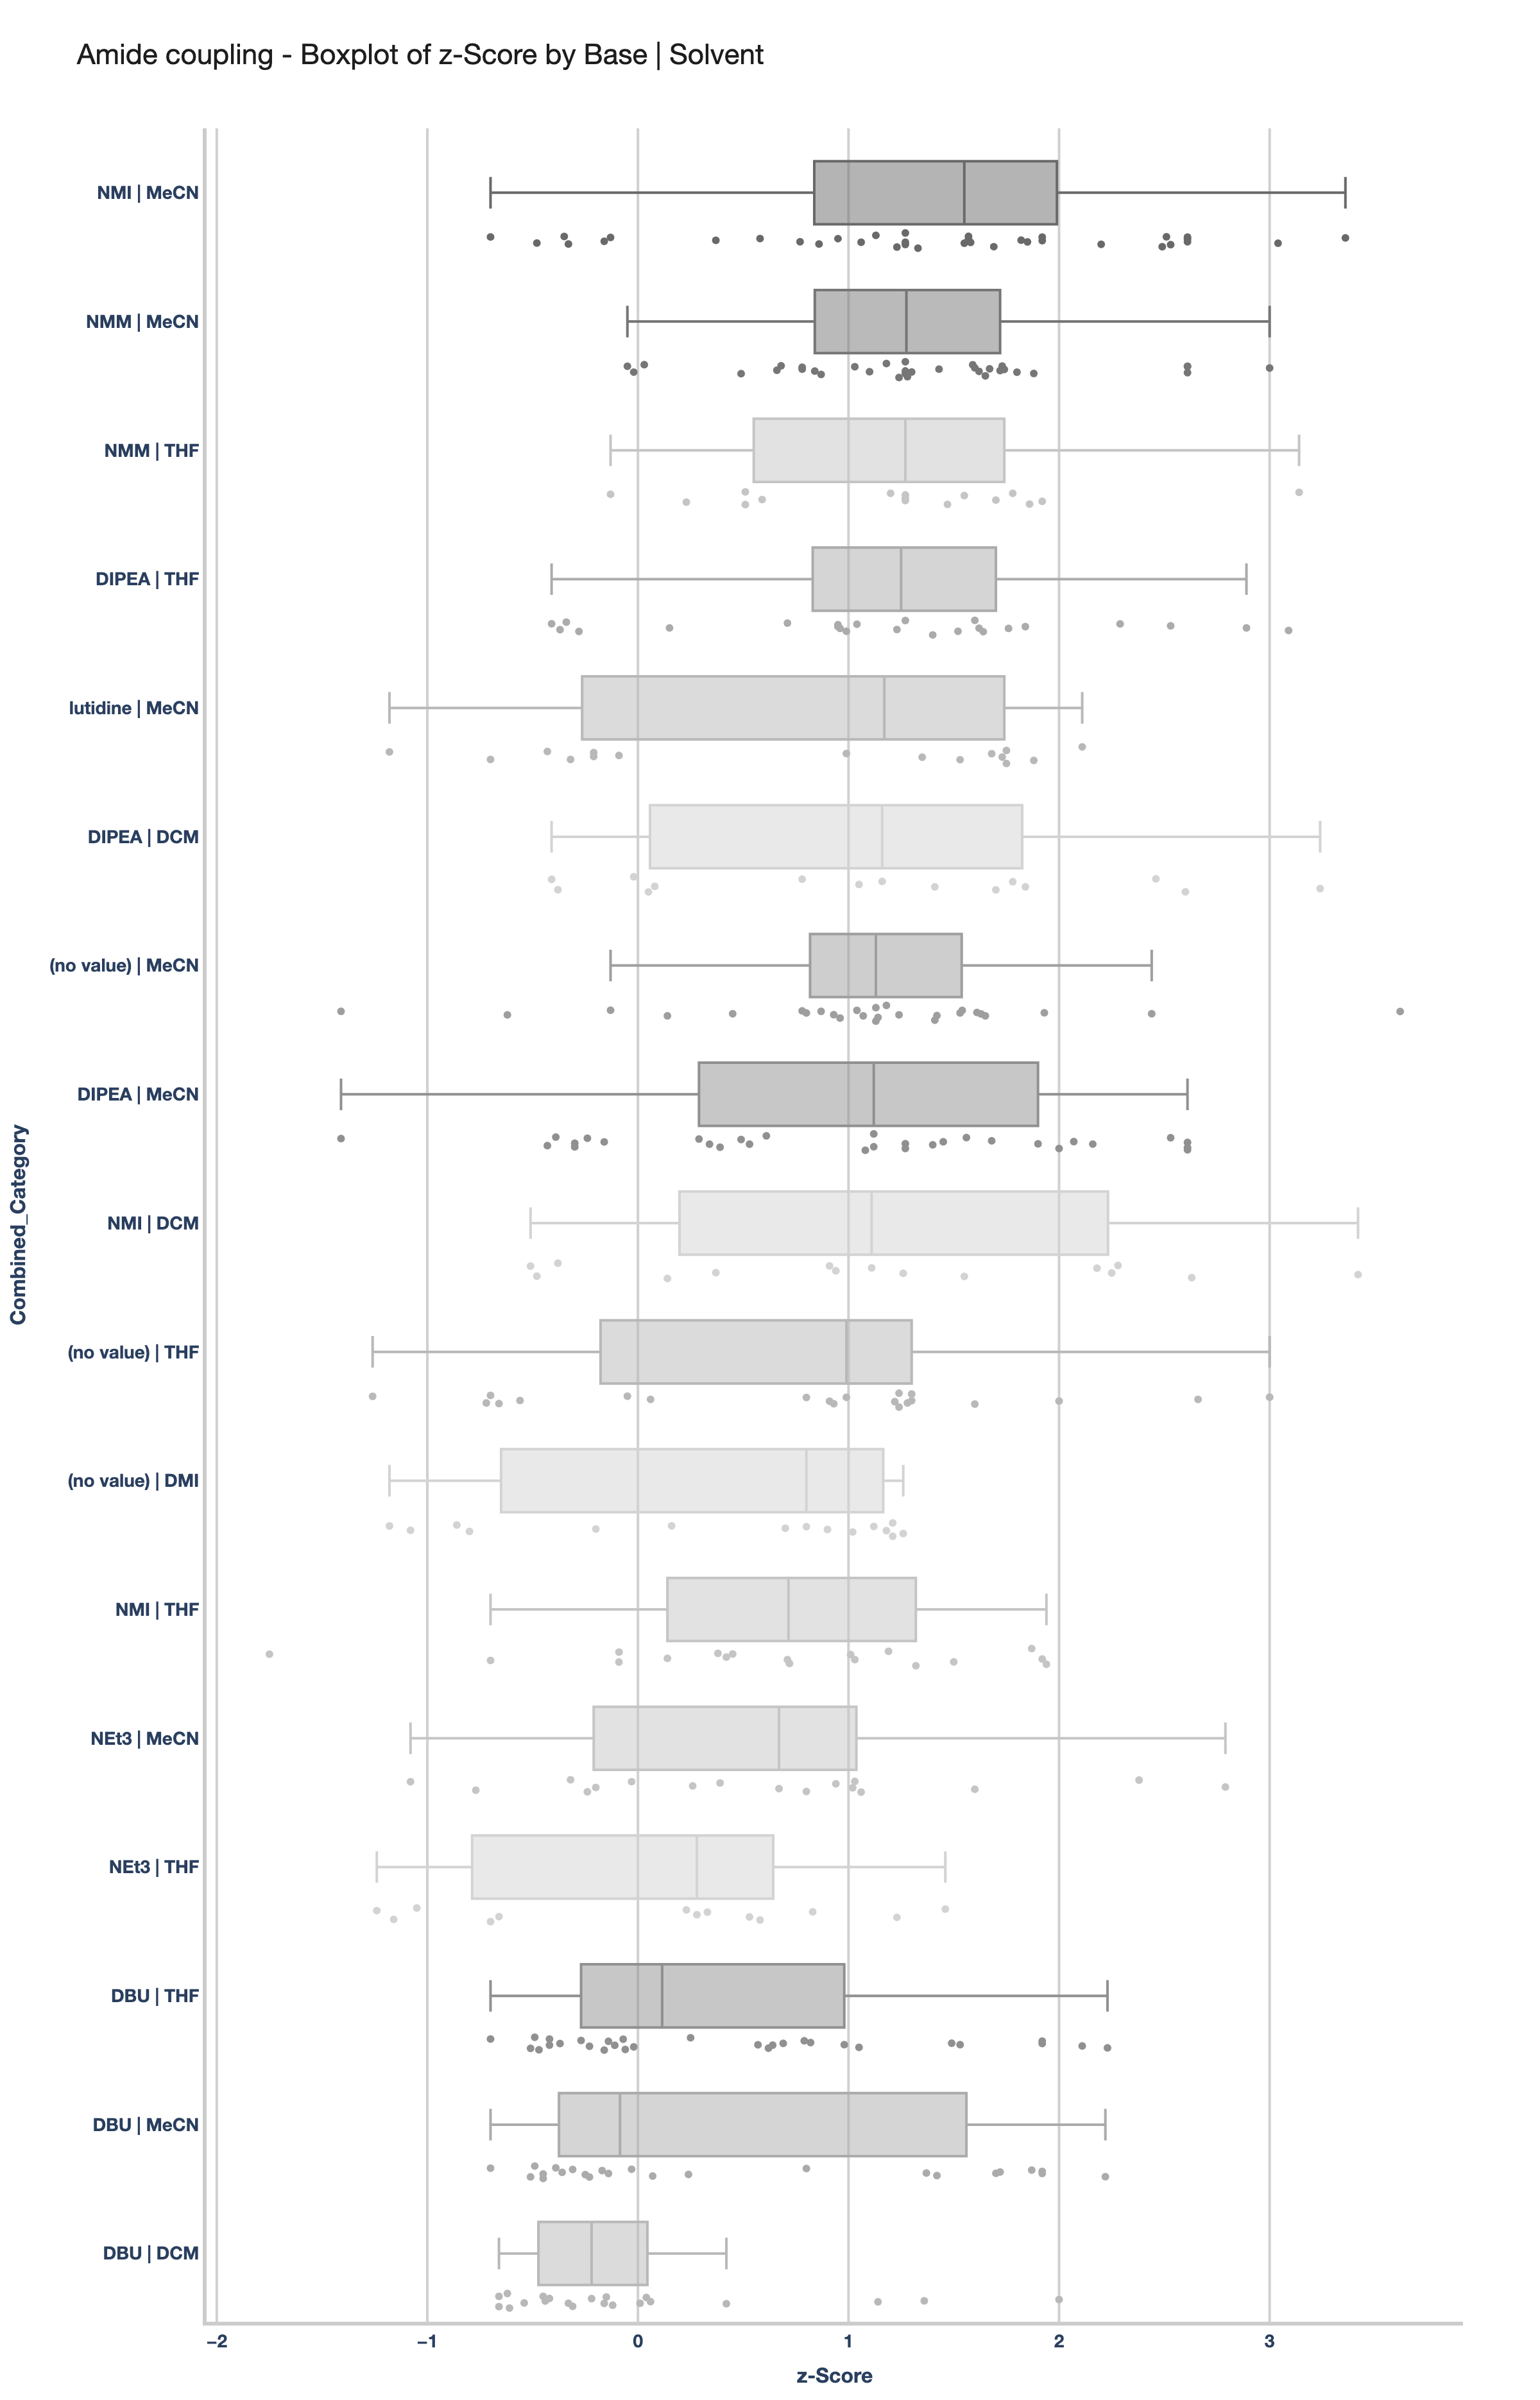 Amide coupling - Boxplot of z-Score by Base | Solvent
NMI | MeCN
NMM | MeCN
NMM | THF
DIPEA | THF
lutidine | MeCN
DIPEA | DCM
(no value) | MeCN
DIPEA | MeCN
NMI | DCM
(no value) | THF
(no value) | DMI
NMI | THF
NEt3 | MeCN
NEt3 | THF
DBU | THF
DBU | MeCN
DBU | DCM
Combined_Category
−2 −1 0 1 2 3
z-Score